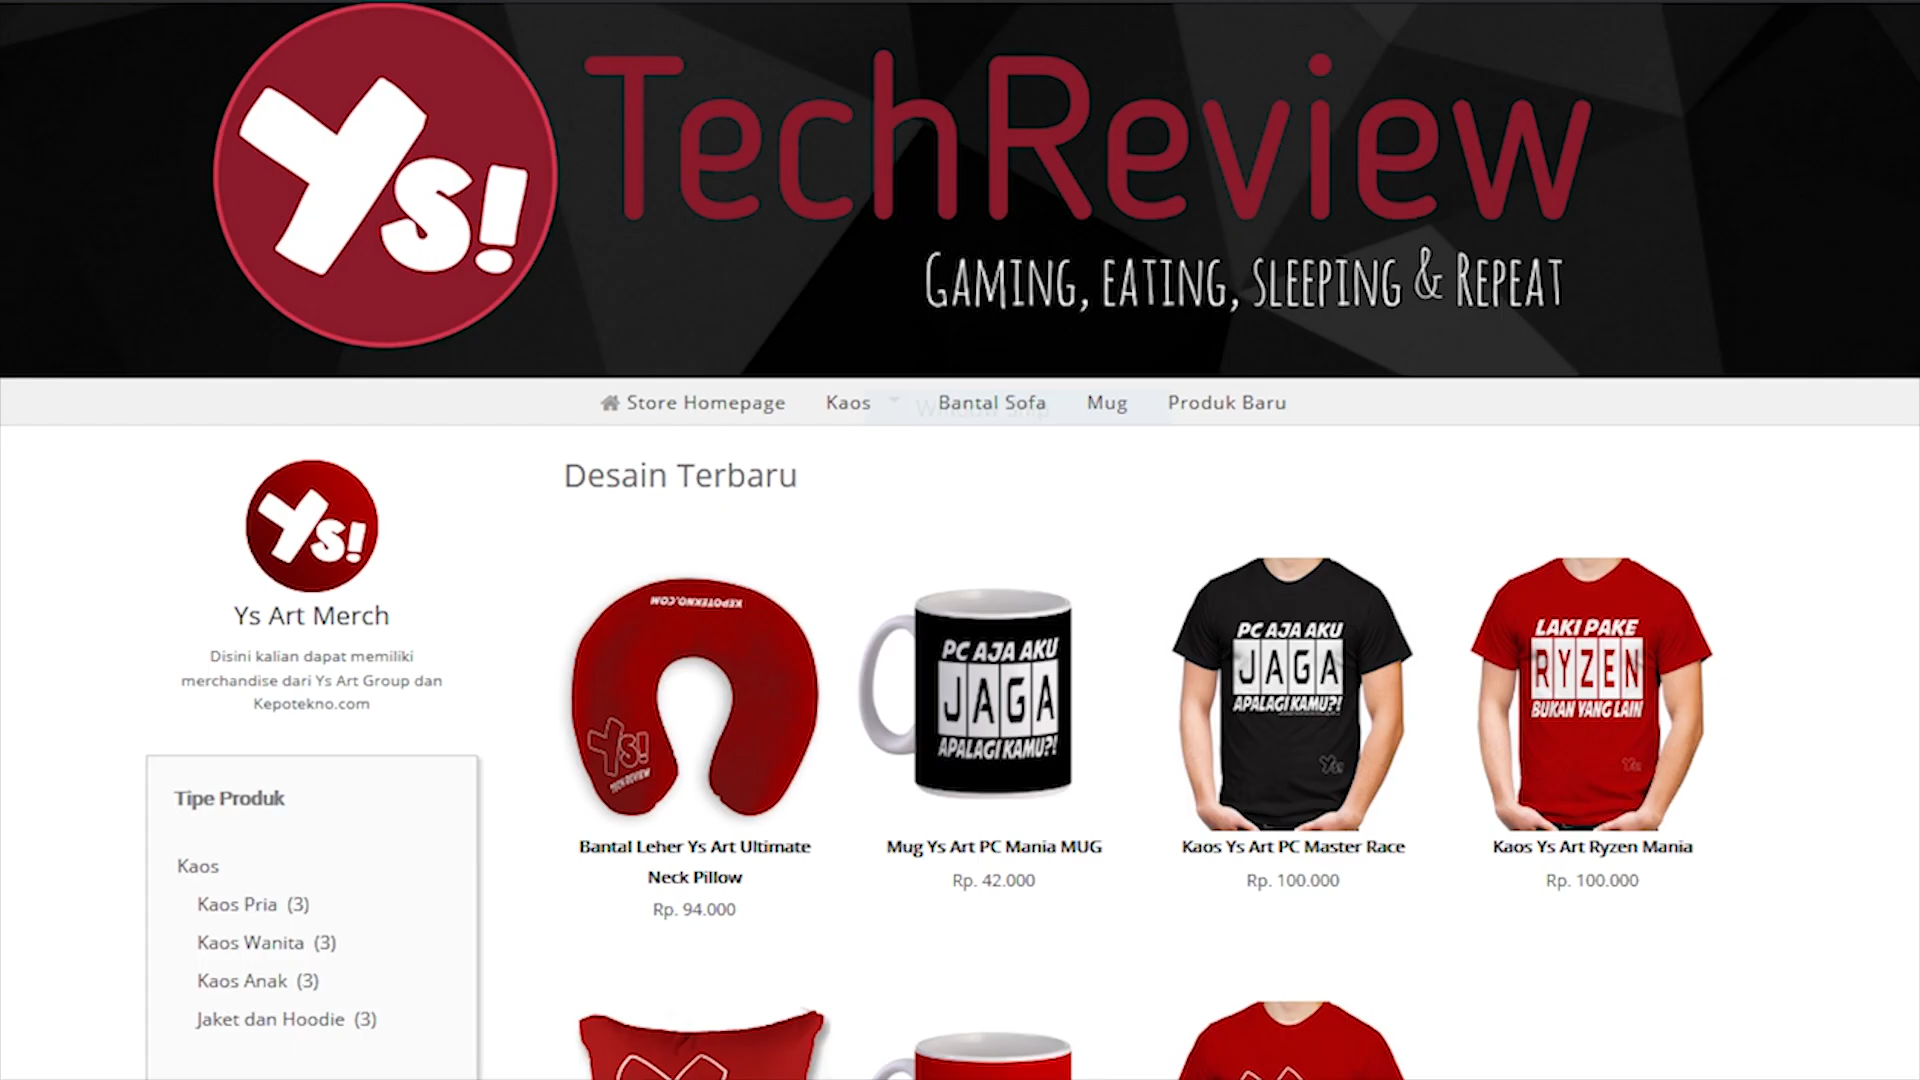 Ys!
TechReview
GAMING, EATING, SLEEPING & REPEAT
Store Homepage Kaos Bantal Sofa Mug Produk Baru
Ys!
Ys Art Merch
Disini kalian dapat memiliki
merchandise dari Ys Art Group dan
Kepotekno.com
Tipe Produk
Kaos
Kaos Pria (3)
Kaos Wanita (3)
Kaos Anak (3)
Jaket dan Hoodie (3)
Desain Terbaru
KEPOTEKNO.COM
Ys!
TECH REVIEW
Bantal Leher Ys Art Ultimate
Neck Pillow
Rp. 94.000
PC AJA AKU
JAGA
APALAGI KAMU?!
Mug Ys Art PC Mania MUG
Rp. 42.000
PC AJA AKU
JAGA
APALAGI KAMU?!
Ys!
Kaos Ys Art PC Master Race
Rp. 100.000
LAKI PAKE
RYZEN
BUKAN YANG LAIN
Ys!
Kaos Ys Art Ryzen Mania
Rp. 100.000